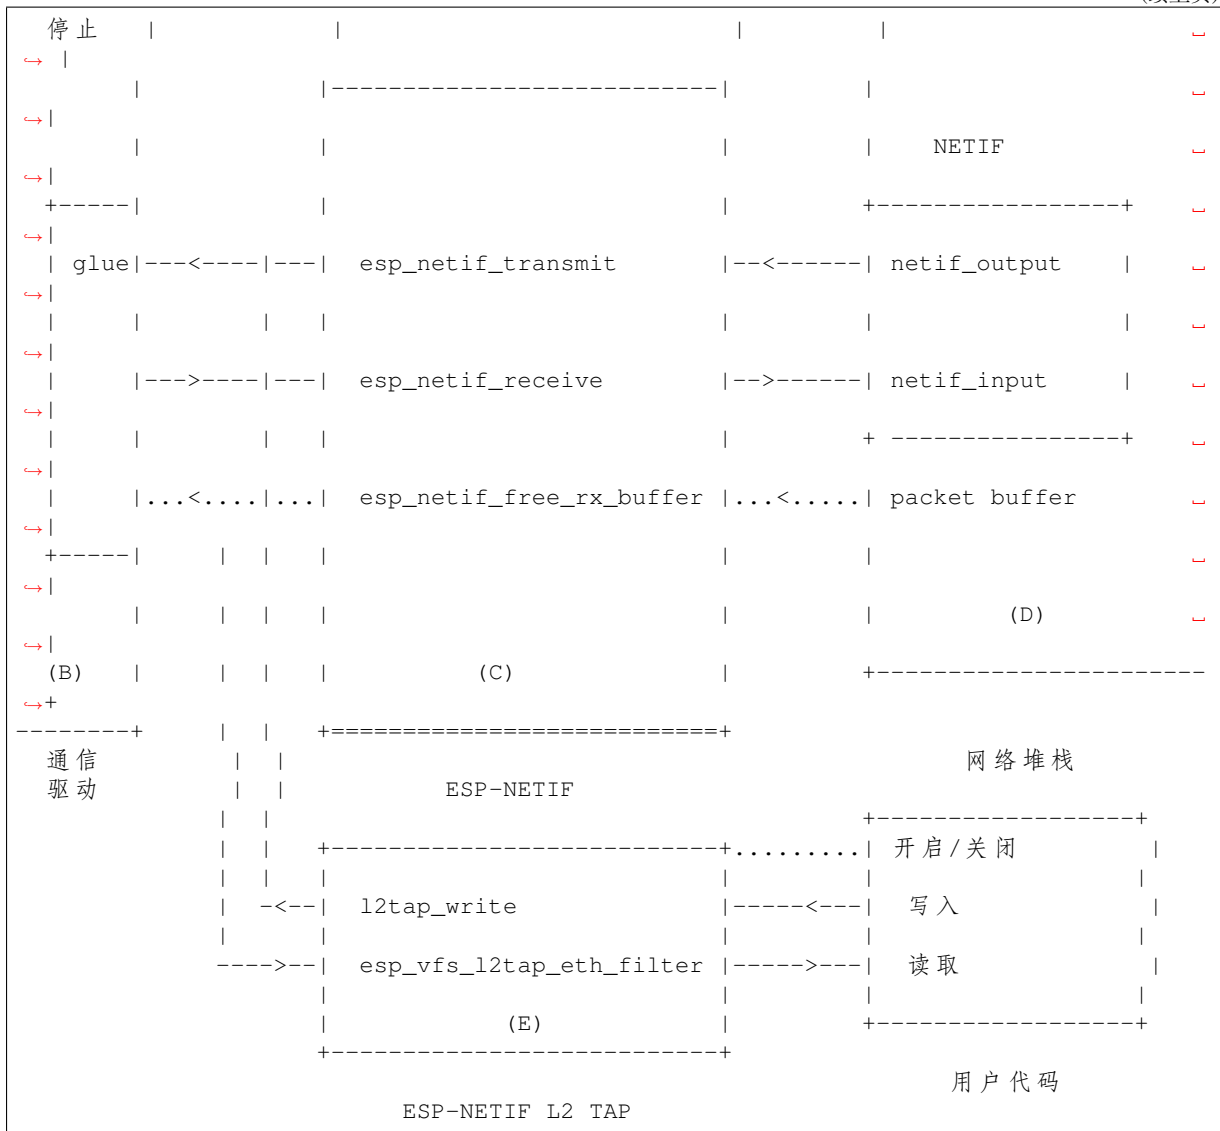 停止   |            |                           |         |                     ␣
↪ |
        |            |---------------------------|         |                       ␣
↪|
        |            |                           |         |    NETIF              ␣
↪|
  +-----|            |                           |         +-----------------+     ␣
↪|
  | glue|---<----|---|  esp_netif_transmit       |--<------| netif_output    |     ␣
↪|
  |     |        |   |                           |         |                 |     ␣
↪|
  |     |--->----|---|  esp_netif_receive        |-->------| netif_input     |     ␣
↪|
  |     |        |   |                           |         + ----------------+     ␣
↪|
  |     |...<....|...|  esp_netif_free_rx_buffer |...<.....| packet buffer         ␣
↪|
  +-----|     |  |   |                           |         |                       ␣
↪|
        |     |  |   |                           |         |         (D)           ␣
↪|
  (B)   |     |  |   |          (C)              |         +-----------------------
↪+
--------+     |  |   +===========================+
  通信         |  |                                               网络堆栈
  驱动         |  |           ESP-NETIF
              |  |                                         +------------------+
              |  |   +---------------------------+.........| 开启/关闭         |
              |  |   |                           |         |                  |
              |  -<--|  l2tap_write              |-----<---|  写入             |
              |      |                           |         |                  |
              ---->--|  esp_vfs_l2tap_eth_filter |----->---|  读取             |
                     |                           |         |                  |
                     |            (E)            |         +------------------+
                     +---------------------------+
                                                                用户代码
                          ESP-NETIF L2 TAP